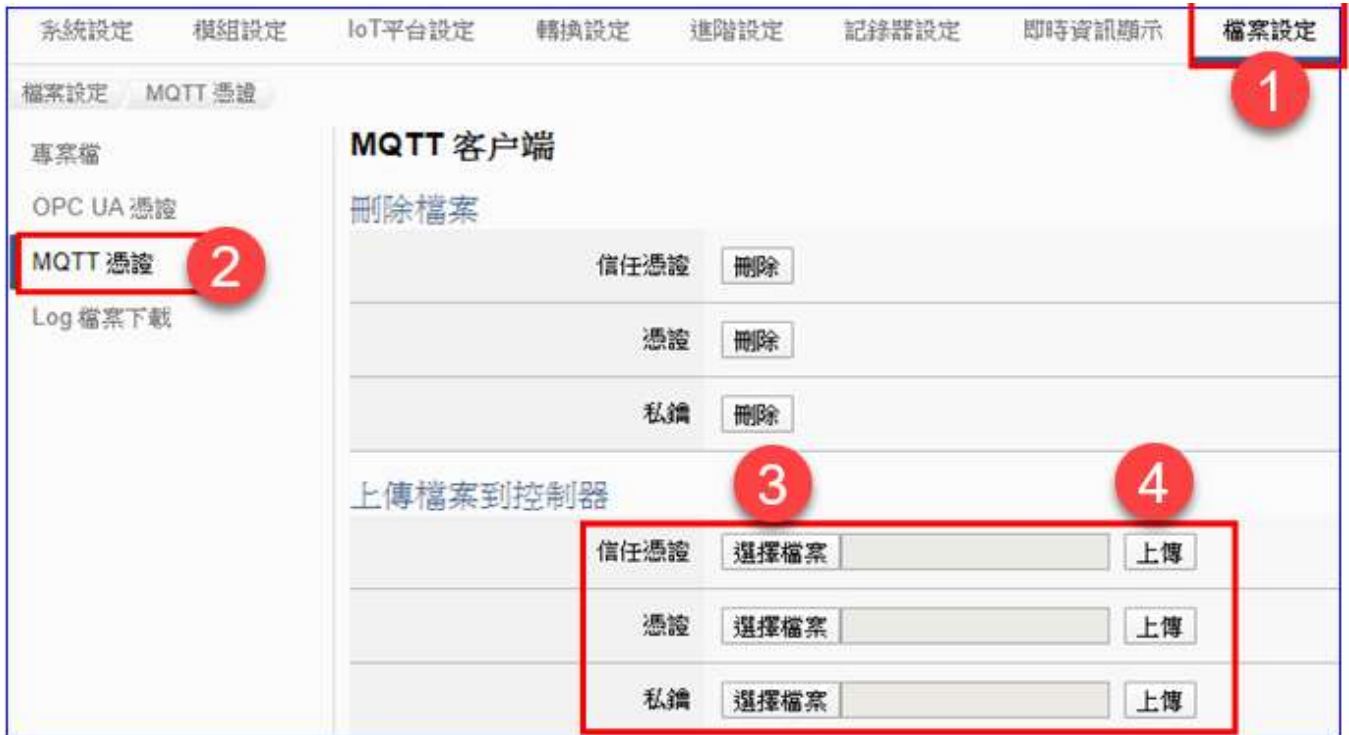 系統設定 模組設定 IoT平台設定 轉換設定 進階設定 記錄器設定 即時資訊顯示 檔案設定
1
檔案設定 MQTT 憑證
專案檔
OPC UA 憑證
MQTT 憑證 2
Log 檔案下載
MQTT 客户端
刪除檔案
信任憑證 刪除
憑證 刪除
私鑰 刪除
上傳檔案到控制器
3 4
信任憑證 選擇檔案 上傳
憑證 選擇檔案 上傳
私鑰 選擇檔案 上傳